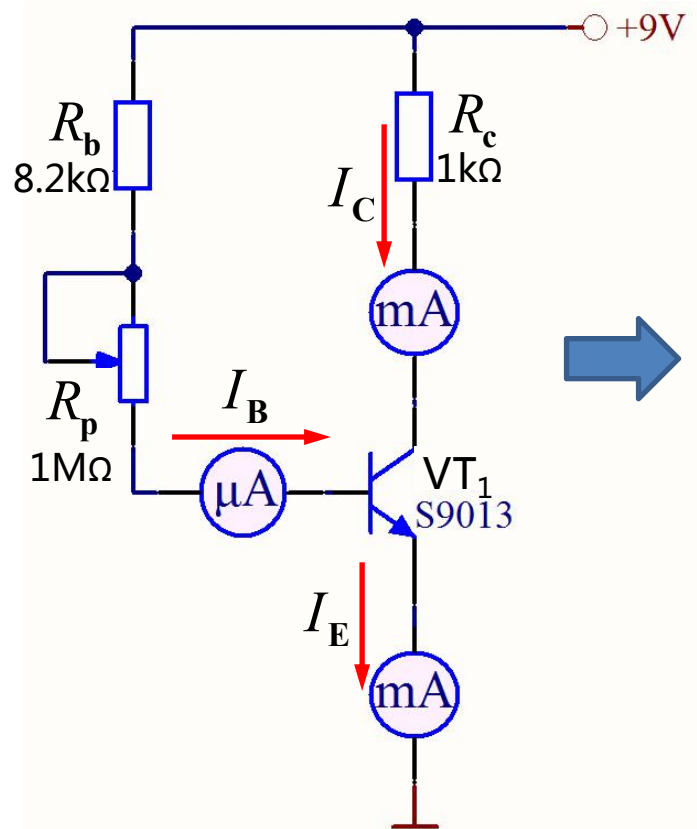 +9V
Rb
8.2kΩ
Rc
1kΩ
IC
mA
Rp
1MΩ
IB
μA
VT1
S9013
IE
mA